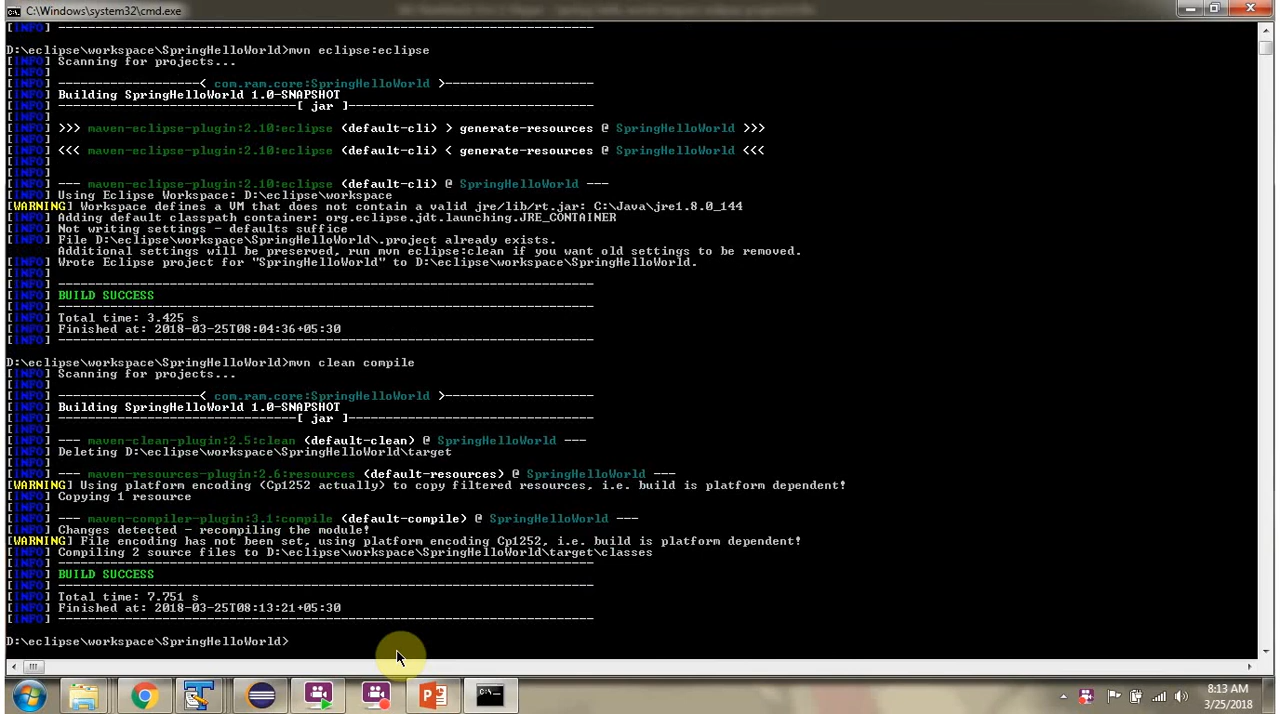 C:\Windows\system32\cmd.exe
[INFO] ------------------------------------------------------------------------
D:\eclipse\workspace\SpringHelloWorld>mvn eclipse:eclipse
[INFO] Scanning for projects...
[INFO]
[INFO] -------------------< com.ram.core:SpringHelloWorld >--------------------
[INFO] Building SpringHelloWorld 1.0-SNAPSHOT
[INFO] --------------------------------[ jar ]---------------------------------
[INFO]
[INFO] >>> maven-eclipse-plugin:2.10:eclipse (default-cli) > generate-resources @ SpringHelloWorld >>>
[INFO]
[INFO] <<< maven-eclipse-plugin:2.10:eclipse (default-cli) < generate-resources @ SpringHelloWorld <<<
[INFO]
[INFO]
[INFO] --- maven-eclipse-plugin:2.10:eclipse (default-cli) @ SpringHelloWorld ---
[INFO] Using Eclipse Workspace: D:\eclipse\workspace
[WARNING] Workspace defines a VM that does not contain a valid jre/lib/rt.jar: C:\Java\jre1.8.0_144
[INFO] Adding default classpath container: org.eclipse.jdt.launching.JRE_CONTAINER
[INFO] Not writing settings - defaults suffice
[INFO] File D:\eclipse\workspace\SpringHelloWorld\.project already exists.
Additional settings will be preserved, run mvn eclipse:clean if you want old settings to be removed.
[INFO] Wrote Eclipse project for "SpringHelloWorld" to D:\eclipse\workspace\SpringHelloWorld.
[INFO]
[INFO] ------------------------------------------------------------------------
[INFO] BUILD SUCCESS
[INFO] ------------------------------------------------------------------------
[INFO] Total time: 3.425 s
[INFO] Finished at: 2018-03-25T08:04:36+05:30
[INFO] ------------------------------------------------------------------------
D:\eclipse\workspace\SpringHelloWorld>mvn clean compile
[INFO] Scanning for projects...
[INFO]
[INFO] -------------------< com.ram.core:SpringHelloWorld >--------------------
[INFO] Building SpringHelloWorld 1.0-SNAPSHOT
[INFO] --------------------------------[ jar ]---------------------------------
[INFO]
[INFO] --- maven-clean-plugin:2.5:clean (default-clean) @ SpringHelloWorld ---
[INFO] Deleting D:\eclipse\workspace\SpringHelloWorld\target
[INFO]
[INFO] --- maven-resources-plugin:2.6:resources (default-resources) @ SpringHelloWorld ---
[WARNING] Using platform encoding (Cp1252 actually) to copy filtered resources, i.e. build is platform dependent!
[INFO] Copying 1 resource
[INFO]
[INFO] --- maven-compiler-plugin:3.1:compile (default-compile) @ SpringHelloWorld ---
[INFO] Changes detected - recompiling the module!
[WARNING] File encoding has not been set, using platform encoding Cp1252, i.e. build is platform dependent!
[INFO] Compiling 2 source files to D:\eclipse\workspace\SpringHelloWorld\target\classes
[INFO] ------------------------------------------------------------------------
[INFO] BUILD SUCCESS
[INFO] ------------------------------------------------------------------------
[INFO] Total time: 7.751 s
[INFO] Finished at: 2018-03-25T08:13:21+05:30
[INFO] ------------------------------------------------------------------------
D:\eclipse\workspace\SpringHelloWorld>
8:13 AM
3/25/2018